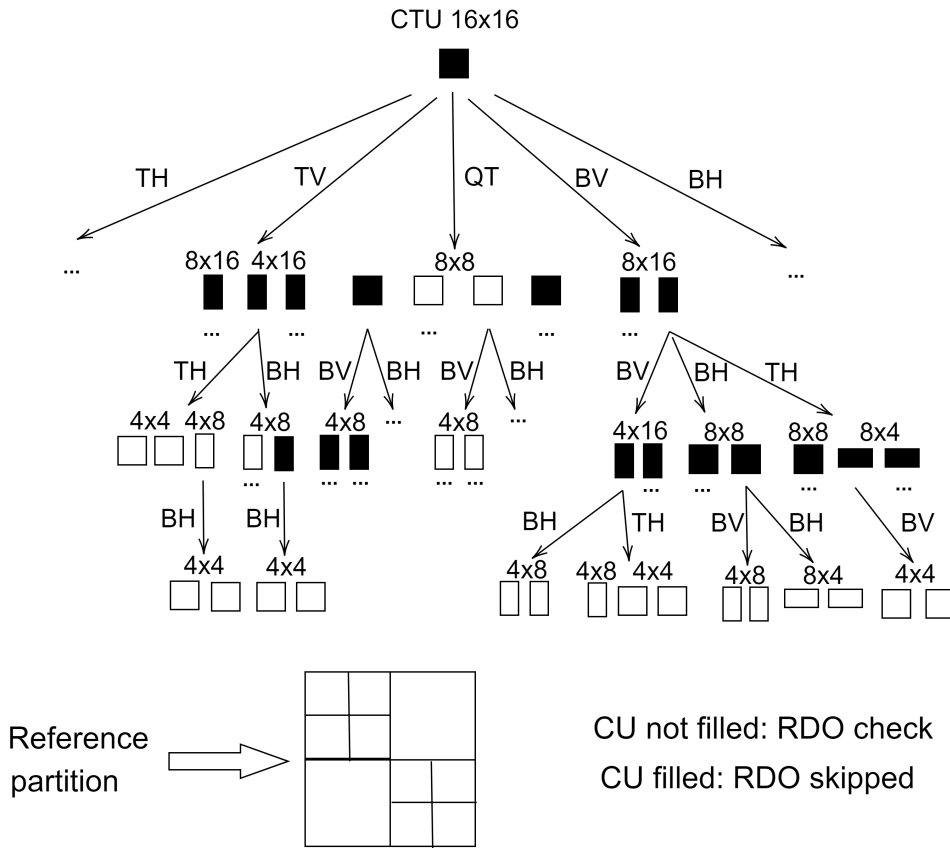 CTU 16x16
TH
TV
QT
BV
BH
...
8x16 4x16
8x8
8x16
...
... ... ... ... ...
TH BH BV BH BV BH BV BH TH
4x4 4x8 4x8 4x8 ... 4x8 ... 4x16 8x8 8x8 8x4
... ... ... ... ... ... ... ... ...
BH BH BH TH BV BH BV
4x4 4x4 4x8 4x8 4x4 4x8 8x4 4x4
Reference
partition
CU not filled: RDO check
CU filled: RDO skipped